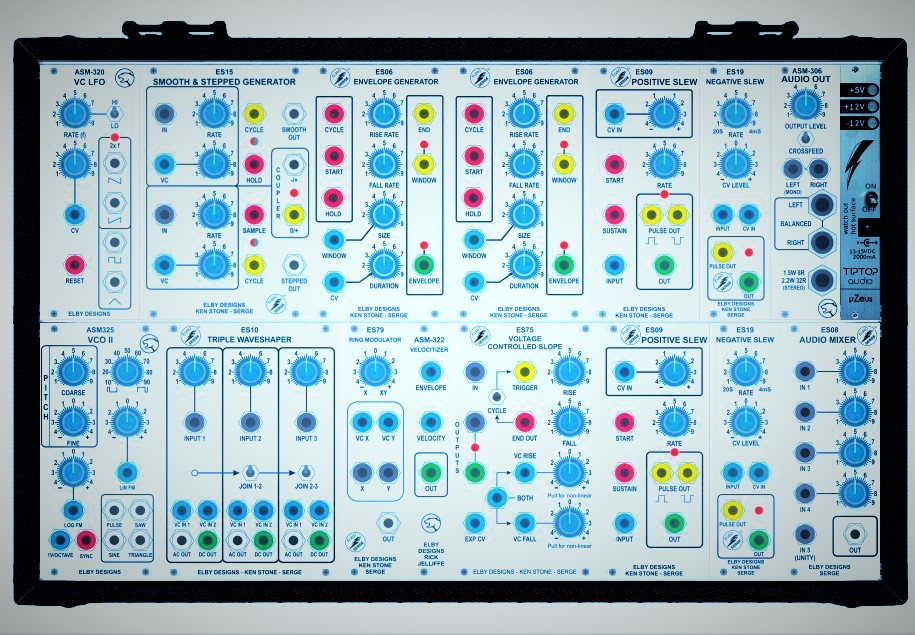 ASM-320
VC LFO
HI
LO
RATE (f)
2x f
CV
RESET
ELBY DESIGNS
ES15
SMOOTH & STEPPED GENERATOR
IN
RATE
CYCLE
SMOOTH
OUT
VC
HOLD
COUPLER
IN
RATE
SAMPLE
VC
CYCLE
STEPPED
OUT
ELBY DESIGNS
KEN STONE - SERGE
ES06
ENVELOPE GENERATOR
CYCLE
RISE RATE
END
START
FALL RATE
WINDOW
HOLD
SIZE
WINDOW
DURATION
ENVELOPE
CV
ELBY DESIGNS
KEN STONE - SERGE
ES06
ENVELOPE GENERATOR
CYCLE
RISE RATE
END
START
FALL RATE
WINDOW
HOLD
SIZE
WINDOW
DURATION
ENVELOPE
CV
ELBY DESIGNS
KEN STONE - SERGE
ES09
POSITIVE SLEW
CV IN
START
RATE
SUSTAIN
PULSE OUT
INPUT
OUT
ELBY DESIGNS
KEN STONE - SERGE
ES19
NEGATIVE SLEW
20S
RATE
4mS
CV LEVEL
INPUT
CV IN
PULSE OUT
OUT
ELBY DESIGNS
KEN STONE
SERGE
ASM-306
AUDIO OUT
OUTPUT LEVEL
CROSSFEED
LEFT
(MONO)
RIGHT
LEFT
BALANCED
RIGHT
1.5W 8R
2.2W 32R
(STEREO)
ELBY DESIGNS
+5V
+12V
-12V
ON
OFF
watch out
hot surface
12-15VDC
2000mA
TIPTOP
audio
µZeus
ASM325
VCO II
PITCH
COARSE
FINE
LIN FM
LOG FM
1V/OCTAVE
SYNC
PULSE
SAW
SINE
TRIANGLE
ELBY DESIGNS
ES10
TRIPLE WAVESHAPER
INPUT 1
INPUT 2
INPUT 3
JOIN 1-2
JOIN 2-3
VC IN 1
VC IN 2
VC IN 1
VC IN 2
VC IN 1
VC IN 2
AC OUT
DC OUT
AC OUT
DC OUT
AC OUT
DC OUT
ELBY DESIGNS - KEN STONE - SERGE
ES79
RING MODULATOR
X
XY
VC X
VC Y
X
Y
OUT
ELBY DESIGNS
KEN STONE
SERGE
ASM-322
VELOCITIZER
ENVELOPE
VELOCITY
OUT
ELBY
DESIGNS
RICK
JELLIFFE
ES75
VOLTAGE
CONTROLLED SLOPE
IN
TRIGGER
RISE
CYCLE
OUTPUTS
END OUT
FALL
VC RISE
BOTH
Pull for non-linear
EXP CV
VC FALL
Pull for non-linear
ELBY DESIGNS - KEN STONE - SERGE
ES09
POSITIVE SLEW
CV IN
START
RATE
SUSTAIN
PULSE OUT
INPUT
OUT
ELBY DESIGNS
KEN STONE - SERGE
ES19
NEGATIVE SLEW
20S
RATE
4mS
CV LEVEL
INPUT
CV IN
PULSE OUT
OUT
ELBY DESIGNS
KEN STONE
SERGE
ES08
AUDIO MIXER
IN 1
IN 2
IN 3
IN 4
IN 5
(UNITY)
OUT
ELBY DESIGNS
SERGE